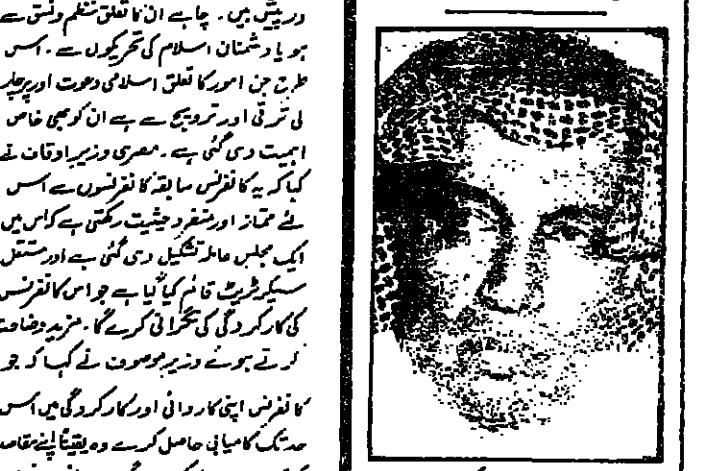 درپیش ہیں ۔ چاہے ان کا تعلق تنظم ونسق سے
ہو یا دشمنان اسلام کی تحریکوں سے ۔ اسی
طرح جن امور کا تعلق اسلامی دعوت اور پرچار
کی ترقی اور ترویج سے ہے ان کو بھی خاص
اہمیت دی گئی ہے ۔ مصری وزیر اوقاف نے
کہا کہ یہ کانفرنس سابقہ کانفرنسوں سے اس
لئے ممتاز اور منفرد حیثیت رکھتی ہے کہ اس میں
ایک مجلس عاملہ تشکیل دی گئی ہے اور مستقل
سیکرٹریٹ قائم کیا گیا ہے جو اس کانفرنس
کی کارکردگی کی نگرانی کرے گا ۔ مزید وضاحت
کرتے ہوئے وزیر موصوف نے کہا کہ جو
کانفرنس اپنی کاروائی اور کارکردگی میں اس
حد تک کامیابی حاصل کرے وہ یقیناً اپنے مقاصد